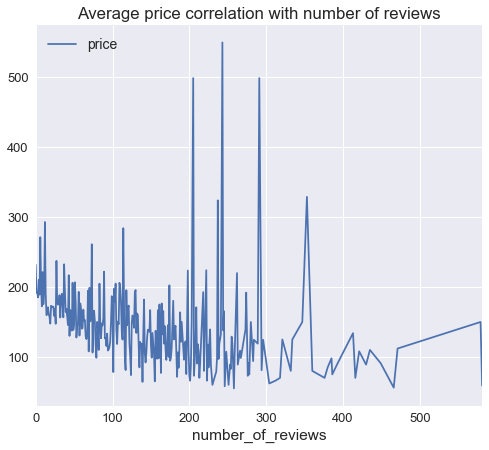 Average price correlation with number of reviews
price
500
400
300
200
100
0 100 200 300 400 500
number_of_reviews